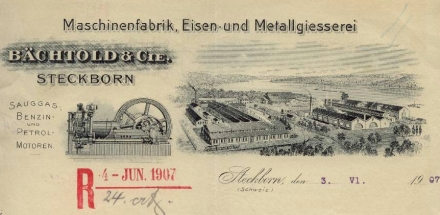 Maschinenfabrik, Eisen- und Metallgiesserei
BÄCHTOLD & CIE.
STECKBORN
SAUGGAS-
BENZIN-
UND
PETROL-
MOTOREN.
R 4 - JUN. 1907
24.
Steckborn, den 3. VI. 1907
(Schweiz)